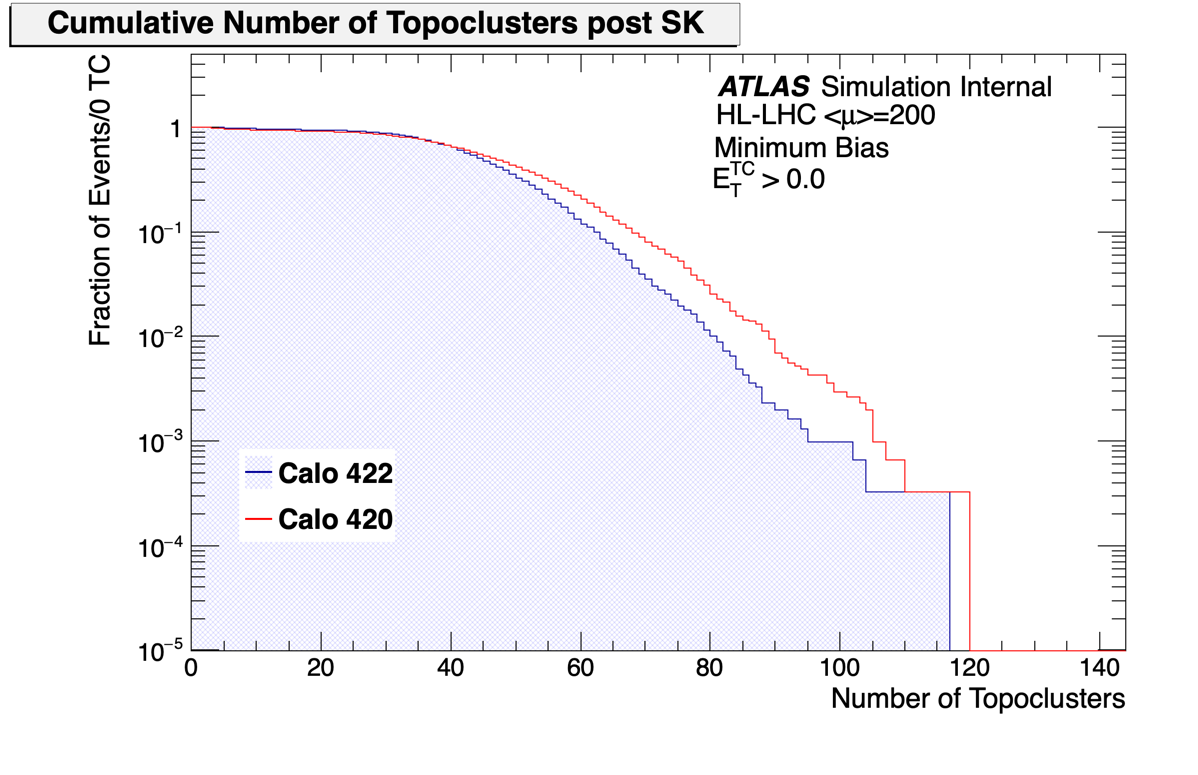 Cumulative Number of Topoclusters post SK
Fraction of Events/0 TC
ATLAS Simulation Internal
HL-LHC <μ>=200
Minimum Bias
E_T^TC > 0.0
1
10⁻¹
10⁻²
10⁻³
10⁻⁴
10⁻⁵
Calo 422
Calo 420
0 20 40 60 80 100 120 140
Number of Topoclusters